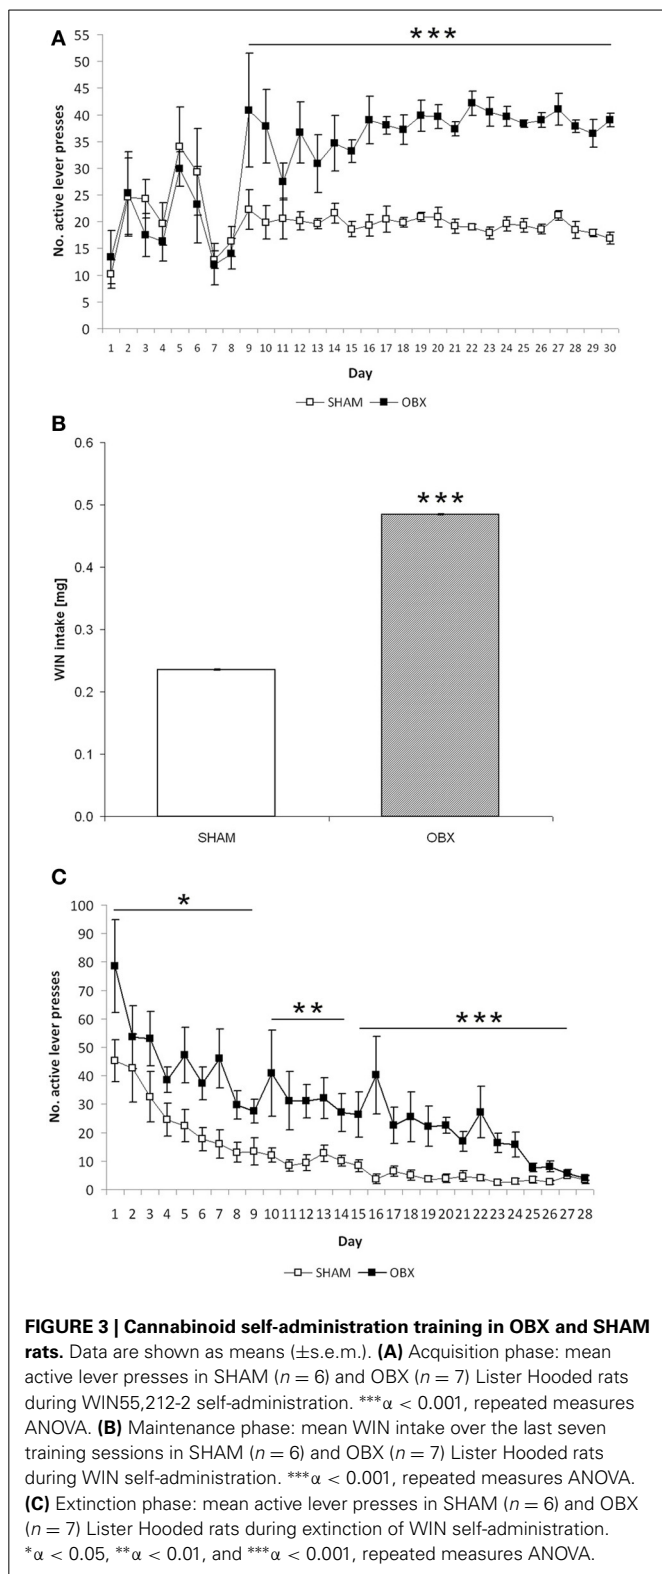 A
***
No. active lever presses
50
45
40
35
30
25
20
15
10
5
0
1 2 3 4 5 6 7 8 9 10 11 12 13 14 15 16 17 18 19 20 21 22 23 24 25 26 27 28 29 30
Day
SHAM OBX
B
WIN intake [mg]
0.6
0.5
0.4
0.3
0.2
0.1
0.0
***
SHAM OBX
C
No. active lever presses
100
90
80
70
60
50
40
30
20
10
0
*
**
***
1 2 3 4 5 6 7 8 9 10 11 12 13 14 15 16 17 18 19 20 21 22 23 24 25 26 27 28
Day
SHAM OBX
FIGURE 3 | Cannabinoid self-administration training in OBX and SHAM
rats. Data are shown as means (±s.e.m.). (A) Acquisition phase: mean
active lever presses in SHAM (n = 6) and OBX (n = 7) Lister Hooded rats
during WIN55,212-2 self-administration. ***α < 0.001, repeated measures
ANOVA. (B) Maintenance phase: mean WIN intake over the last seven
training sessions in SHAM (n = 6) and OBX (n = 7) Lister Hooded rats
during WIN self-administration. ***α < 0.001, repeated measures ANOVA.
(C) Extinction phase: mean active lever presses in SHAM (n = 6) and OBX
(n = 7) Lister Hooded rats during extinction of WIN self-administration.
*α < 0.05, **α < 0.01, and ***α < 0.001, repeated measures ANOVA.